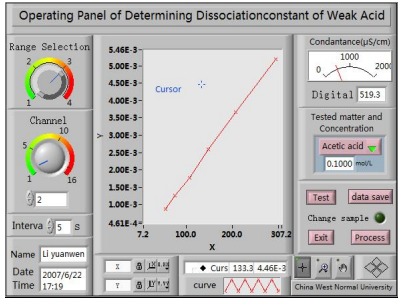 Operating Panel of Determining Dissociationconstant of Weak Acid
Range Selection
2 3
1 4
Channel
10
5
1 16
2
Interva 5 s
Name Li yuanwen
Date 2007/6/22
Time 17:19
5.46E-3
5.00E-3
4.50E-3
4.00E-3
3.50E-3
3.00E-3
2.50E-3
2.00E-3
1.50E-3
1.00E-3
4.61E-4
Y
Cursor
7.2 100.0 200.0 307.2
X
X
Y
Curs 133.3 4.46E-3
curve
Condantance(μS/cm)
1000
0 2000
Digital 519.3
Tested matter and
Concentration
Acetic acid
0.1000 mol/L
Test data save
Change sample
Exit Process
China West Normal University